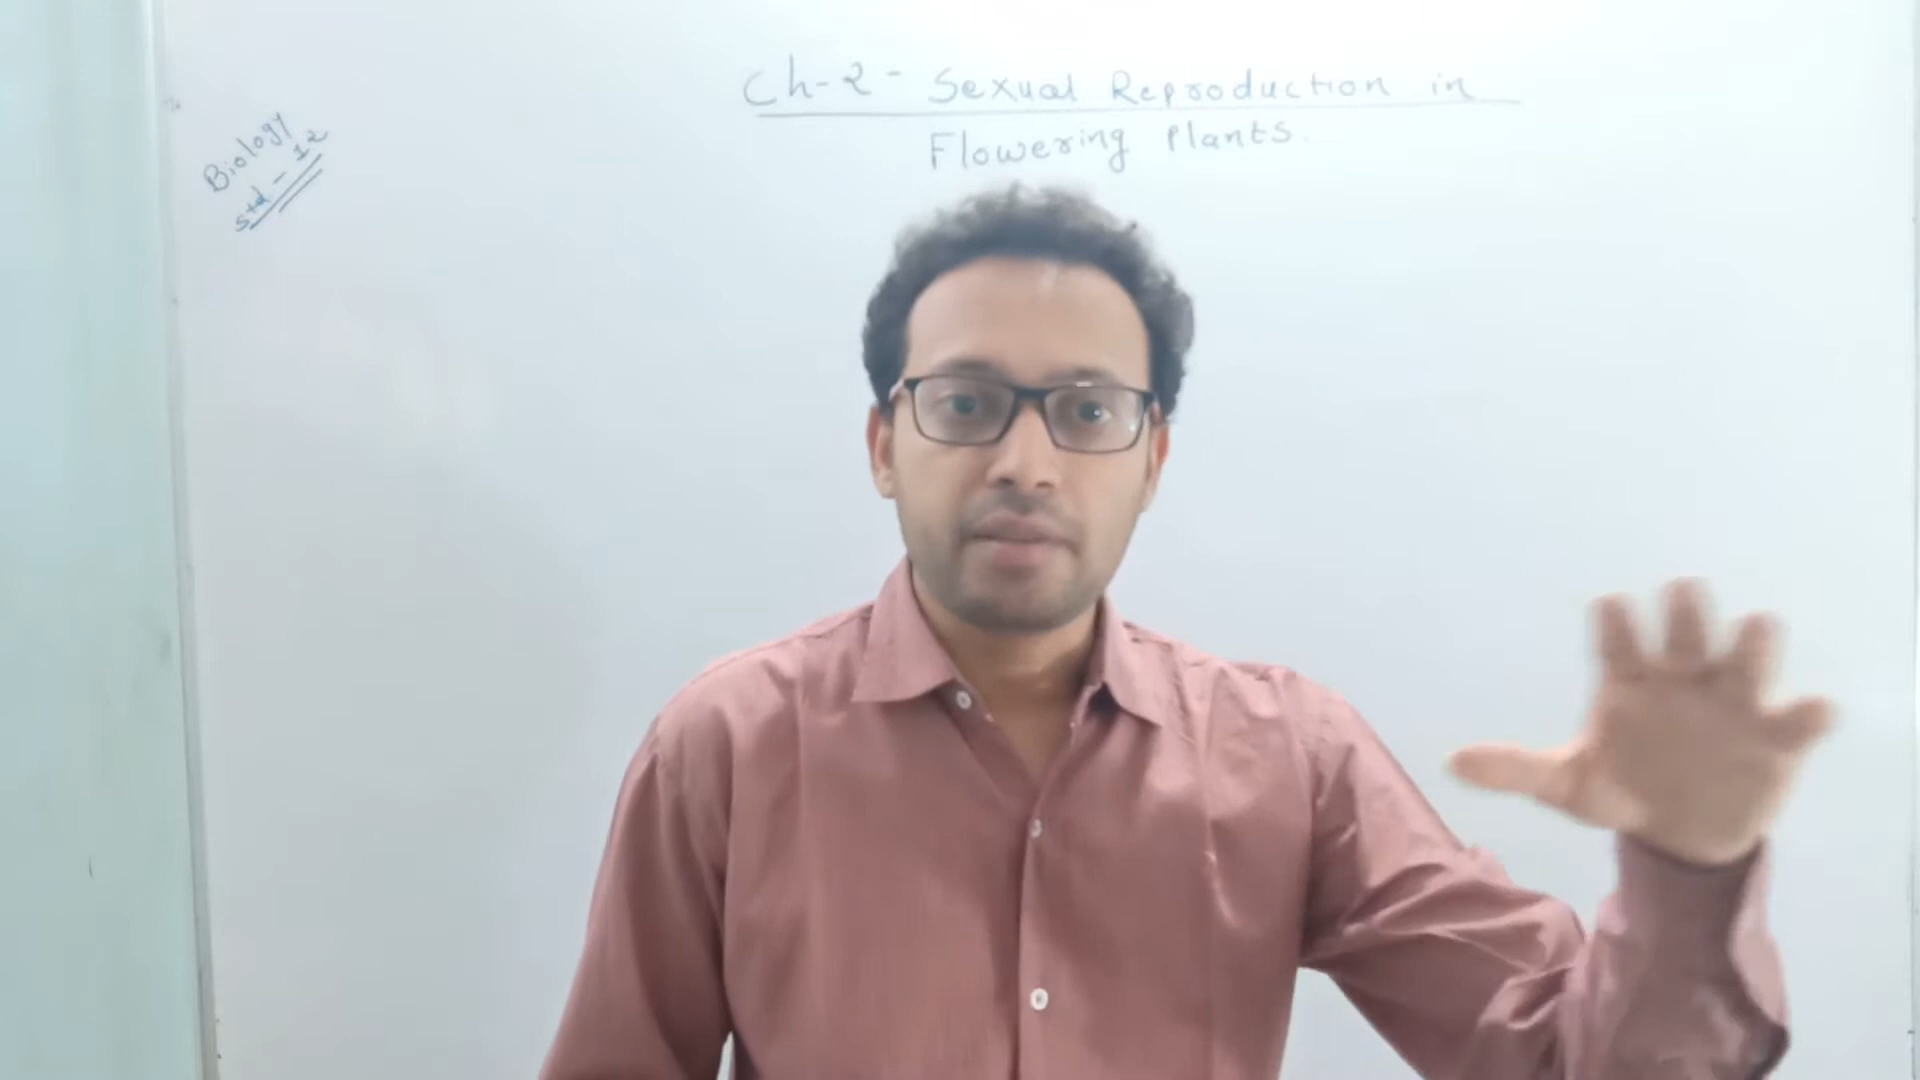 Ch-2- Sexual Reproduction in
Flowering Plants.
Biology
Std - 12